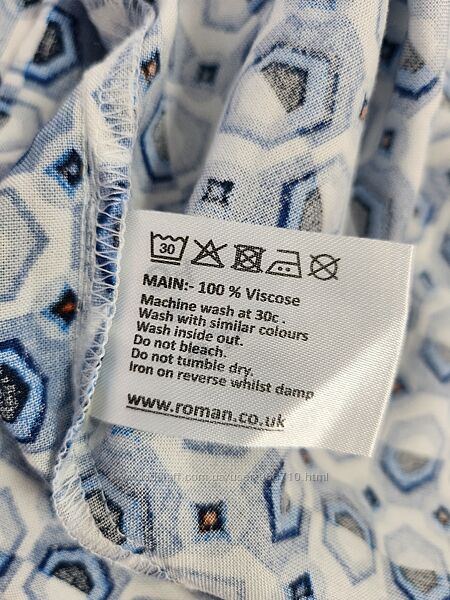 30
MAIN:- 100 % Viscose
Machine wash at 30c .
Wash with similar colours
Wash inside out.
Do not bleach.
Do not tumble dry.
Iron on reverse whilst damp
www.roman.co.uk